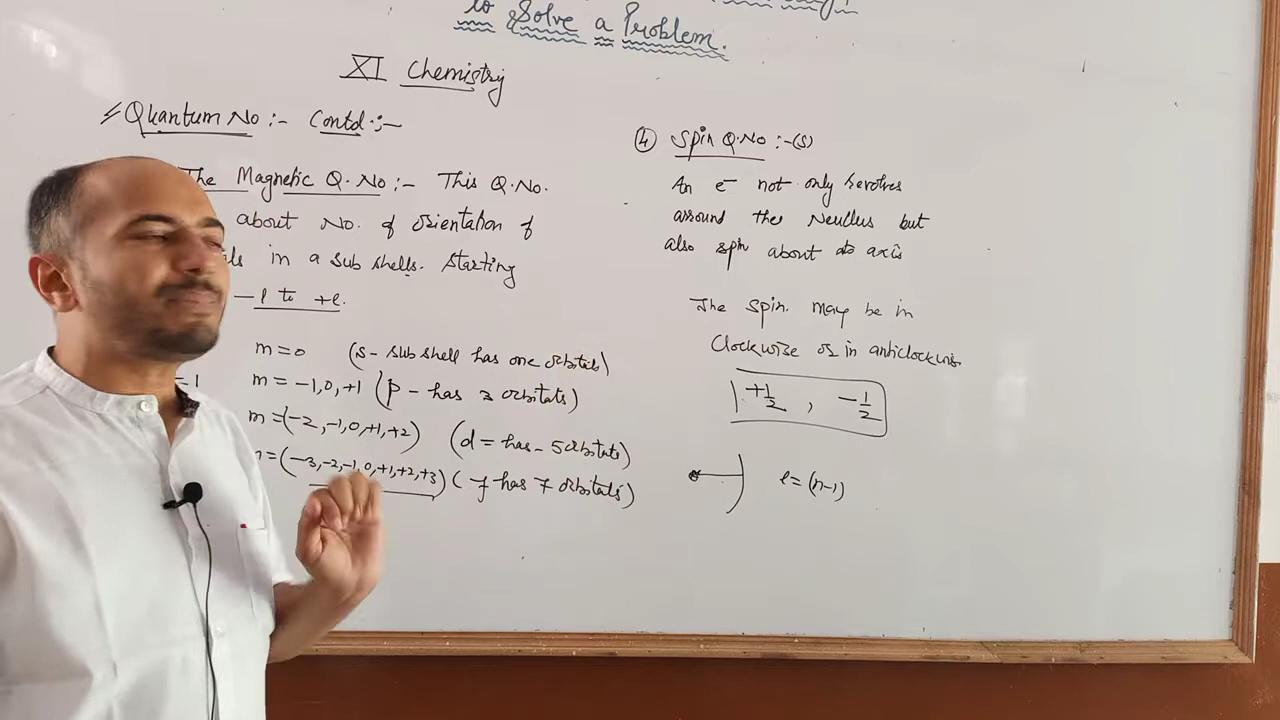 to Solve a Problem.
XI Chemistry
Quantum No :- Contd :-
The Magnetic Q.No :- This Q.No.
about No. of orientation of
in a sub shells. Starting
-l to +l.
m=0 (s- subshell has one orbitals)
=1 m = -1,0,+1 (p- has 3 orbitals)
m=(-2,-1,0,+1,+2) (d= has- 5 orbitals)
=(-3,-2,-1,0,+1,+2,+3) (f has 7 orbitals)
④ Spin Q.No :-(s)
An e- not only revolves
around the Neuclus but
also spin about its axis
The spin. may be in
Clockwise or in anticlockwise.
+1/2 , -1/2
l=(n-1)